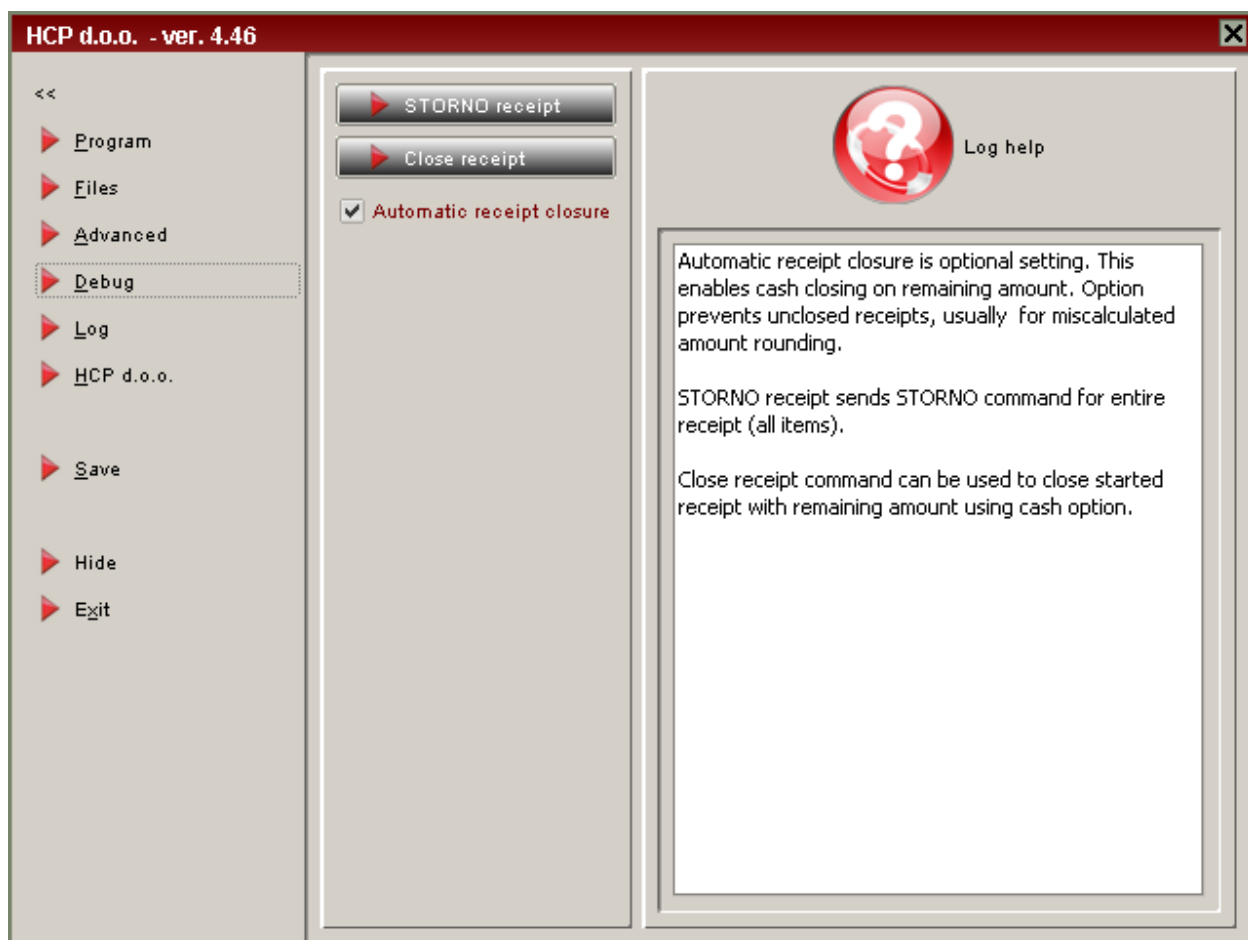 HCP d.o.o. - ver. 4.46
<<
Program
Files
Advanced
Debug
Log
HCP d.o.o.
Save
Hide
Exit
STORNO receipt
Close receipt
Automatic receipt closure
Log help
Automatic receipt closure is optional setting. This
enables cash closing on remaining amount. Option
prevents unclosed receipts, usually for miscalculated
amount rounding.
STORNO receipt sends STORNO command for entire
receipt (all items).
Close receipt command can be used to close started
receipt with remaining amount using cash option.